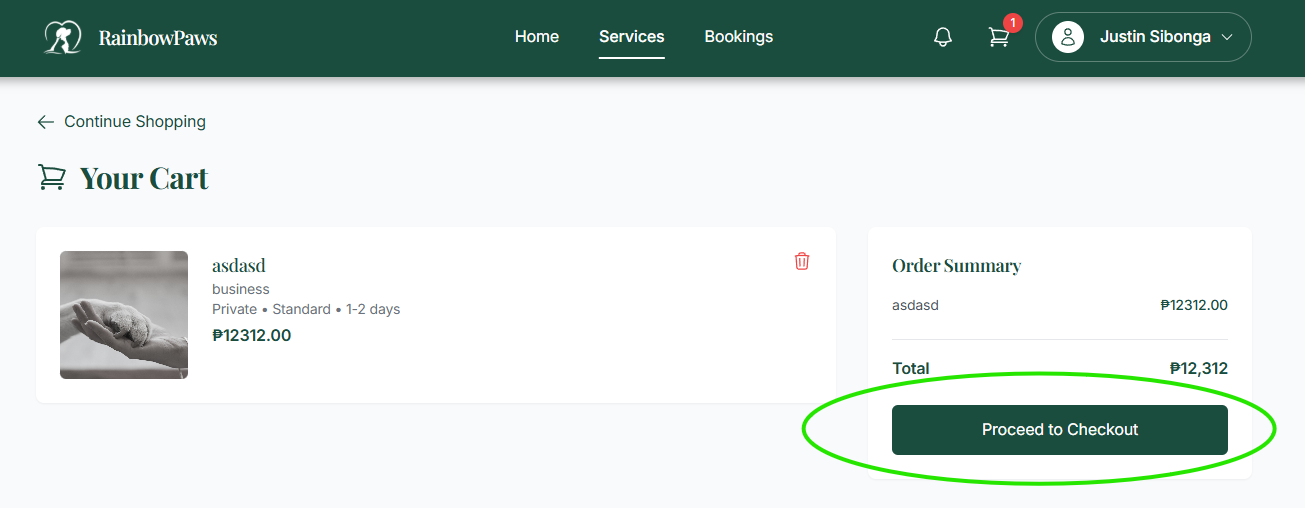 RainbowPaws
Home Services Bookings
1
Justin Sibonga
Continue Shopping
Your Cart
asdasd
business
Private • Standard • 1-2 days
₱12312.00
Order Summary
asdasd ₱12312.00
Total ₱12,312
Proceed to Checkout